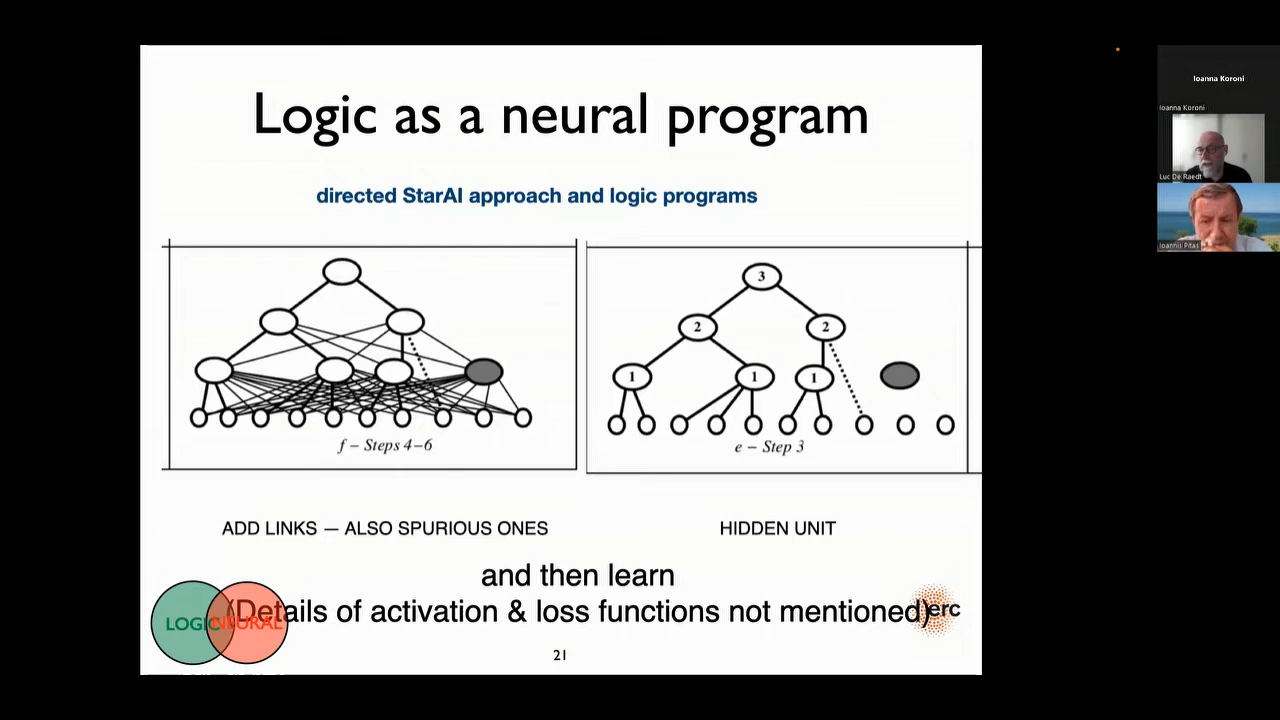 Logic as a neural program
directed StarAI approach and logic programs
3
2
2
1
1
1
f – Steps 4–6
e – Step 3
ADD LINKS — ALSO SPURIOUS ONES
HIDDEN UNIT
and then learn
(Details of activation & loss functions not mentioned)
LOGIC
NEURAL
erc
21
Ioanna Koroni
Ioanna Koroni
Luc De Raedt
Ioannis Pitas